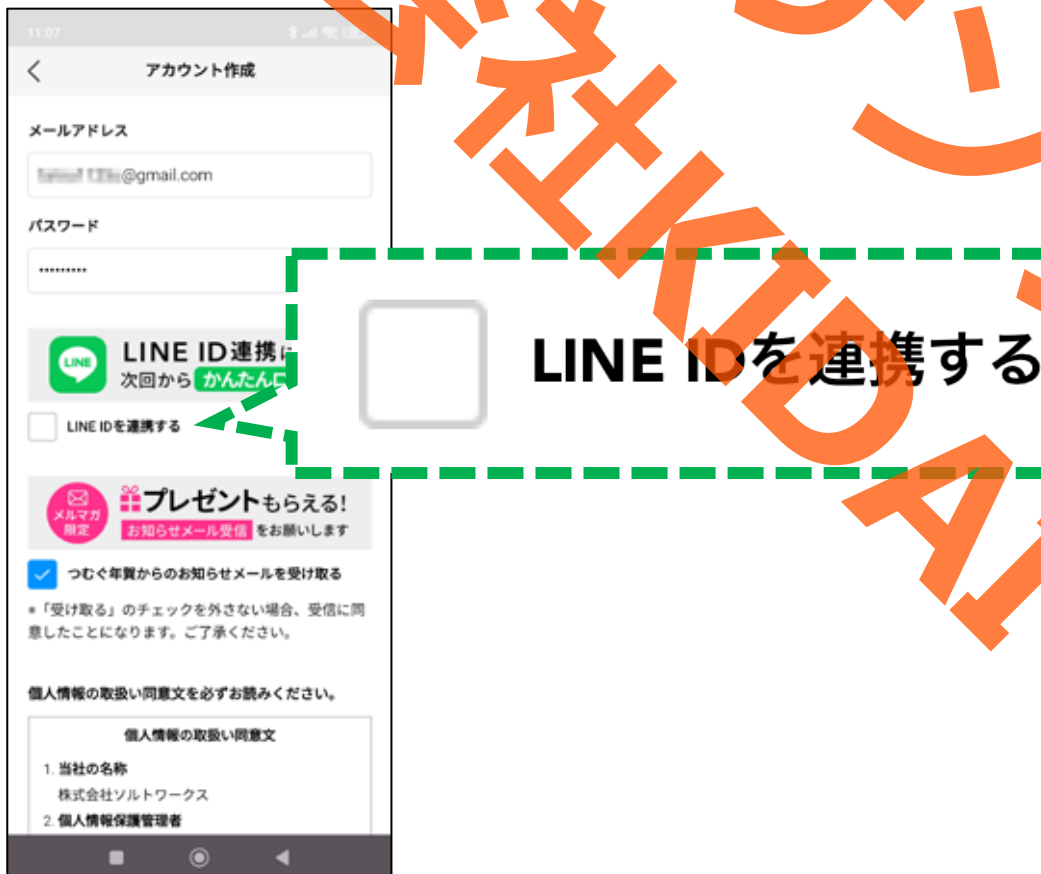 11:07
アカウント作成
メールアドレス
@gmail.com
パスワード
•••••••••
LINE
LINE ID連携に
次回から かんたんロ
LINE IDを連携する
LINE IDを連携する
メルマガ
限定
プレゼントもらえる!
お知らせメール受信 をお願いします
つむぐ年賀からのお知らせメールを受け取る
*「受け取る」のチェックを外さない場合、受信に同
意したことになります。ご了承ください。
個人情報の取扱い同意文を必ずお読みください。
個人情報の取扱い同意文
1. 当社の名称
株式会社ソルトワークス
2. 個人情報保護管理者
社KIDAI